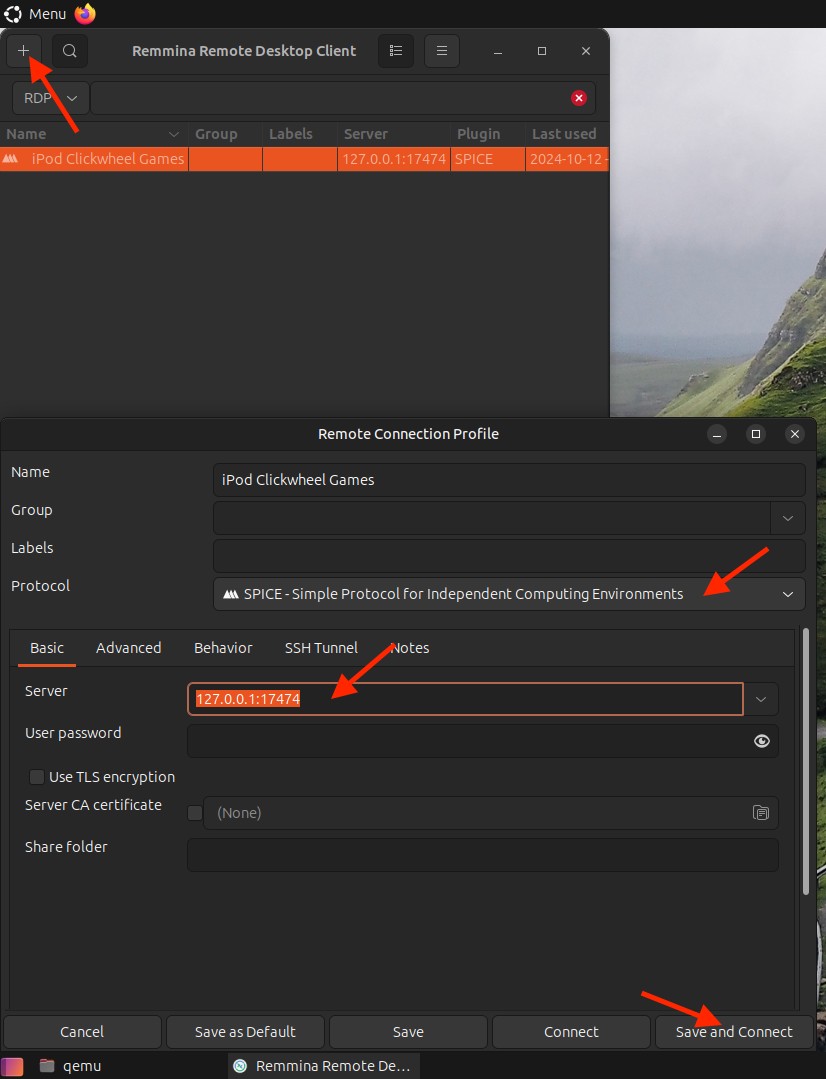 Menu
Remmina Remote Desktop Client
RDP
Name Group Labels Server Plugin Last used
iPod Clickwheel Games 127.0.0.1:17474 SPICE 2024-10-12 -
Remote Connection Profile
Name iPod Clickwheel Games
Group
Labels
Protocol SPICE - Simple Protocol for Independent Computing Environments
Basic Advanced Behavior SSH Tunnel Notes
Server 127.0.0.1:17474
User password
Use TLS encryption
Server CA certificate (None)
Share folder
Cancel Save as Default Save Connect Save and Connect
qemu Remmina Remote De...